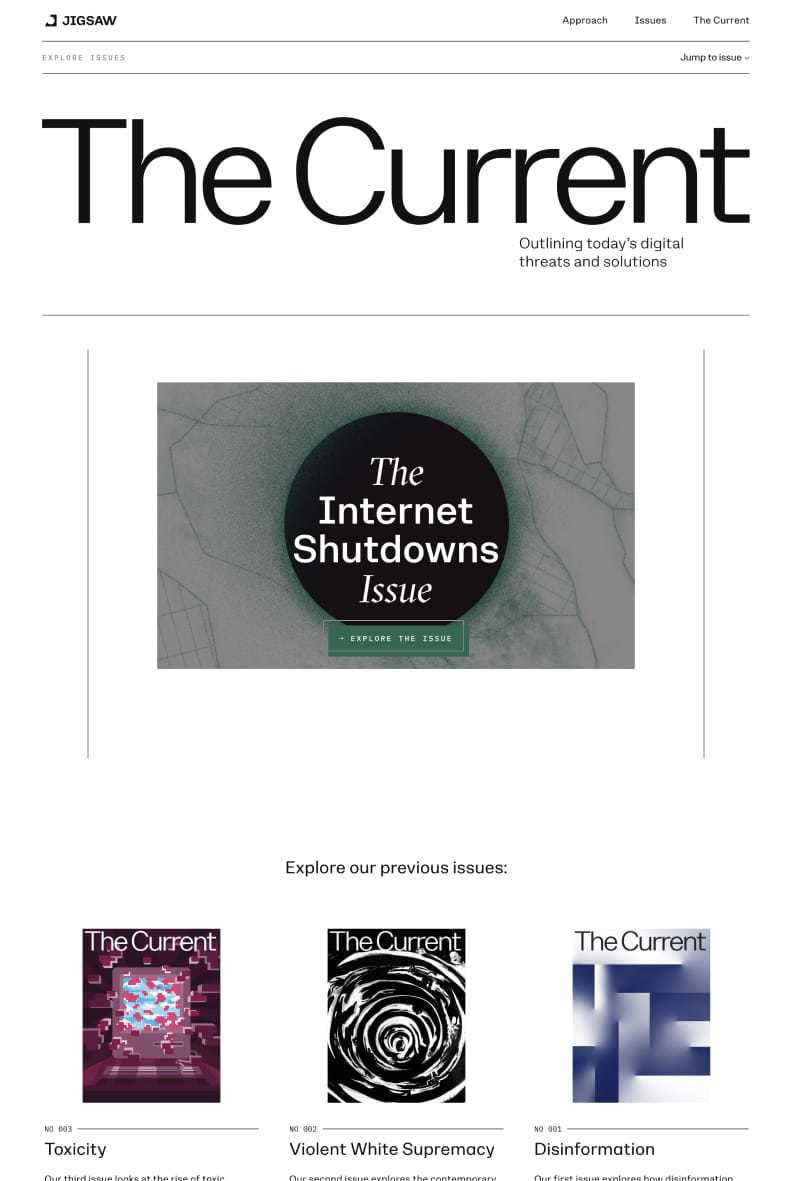 JIGSAW
Approach Issues The Current
EXPLORE ISSUES
Jump to issue
The Current
Outlining today's digital
threats and solutions
The
Internet
Shutdowns
Issue
→ EXPLORE THE ISSUE
Explore our previous issues:
The Current
The Current
The Current
NO 003
Toxicity
Our third issue looks at the rise of toxic
NO 002
Violent White Supremacy
Our second issue explores the contemporary
NO 001
Disinformation
Our first issue explores how disinformation